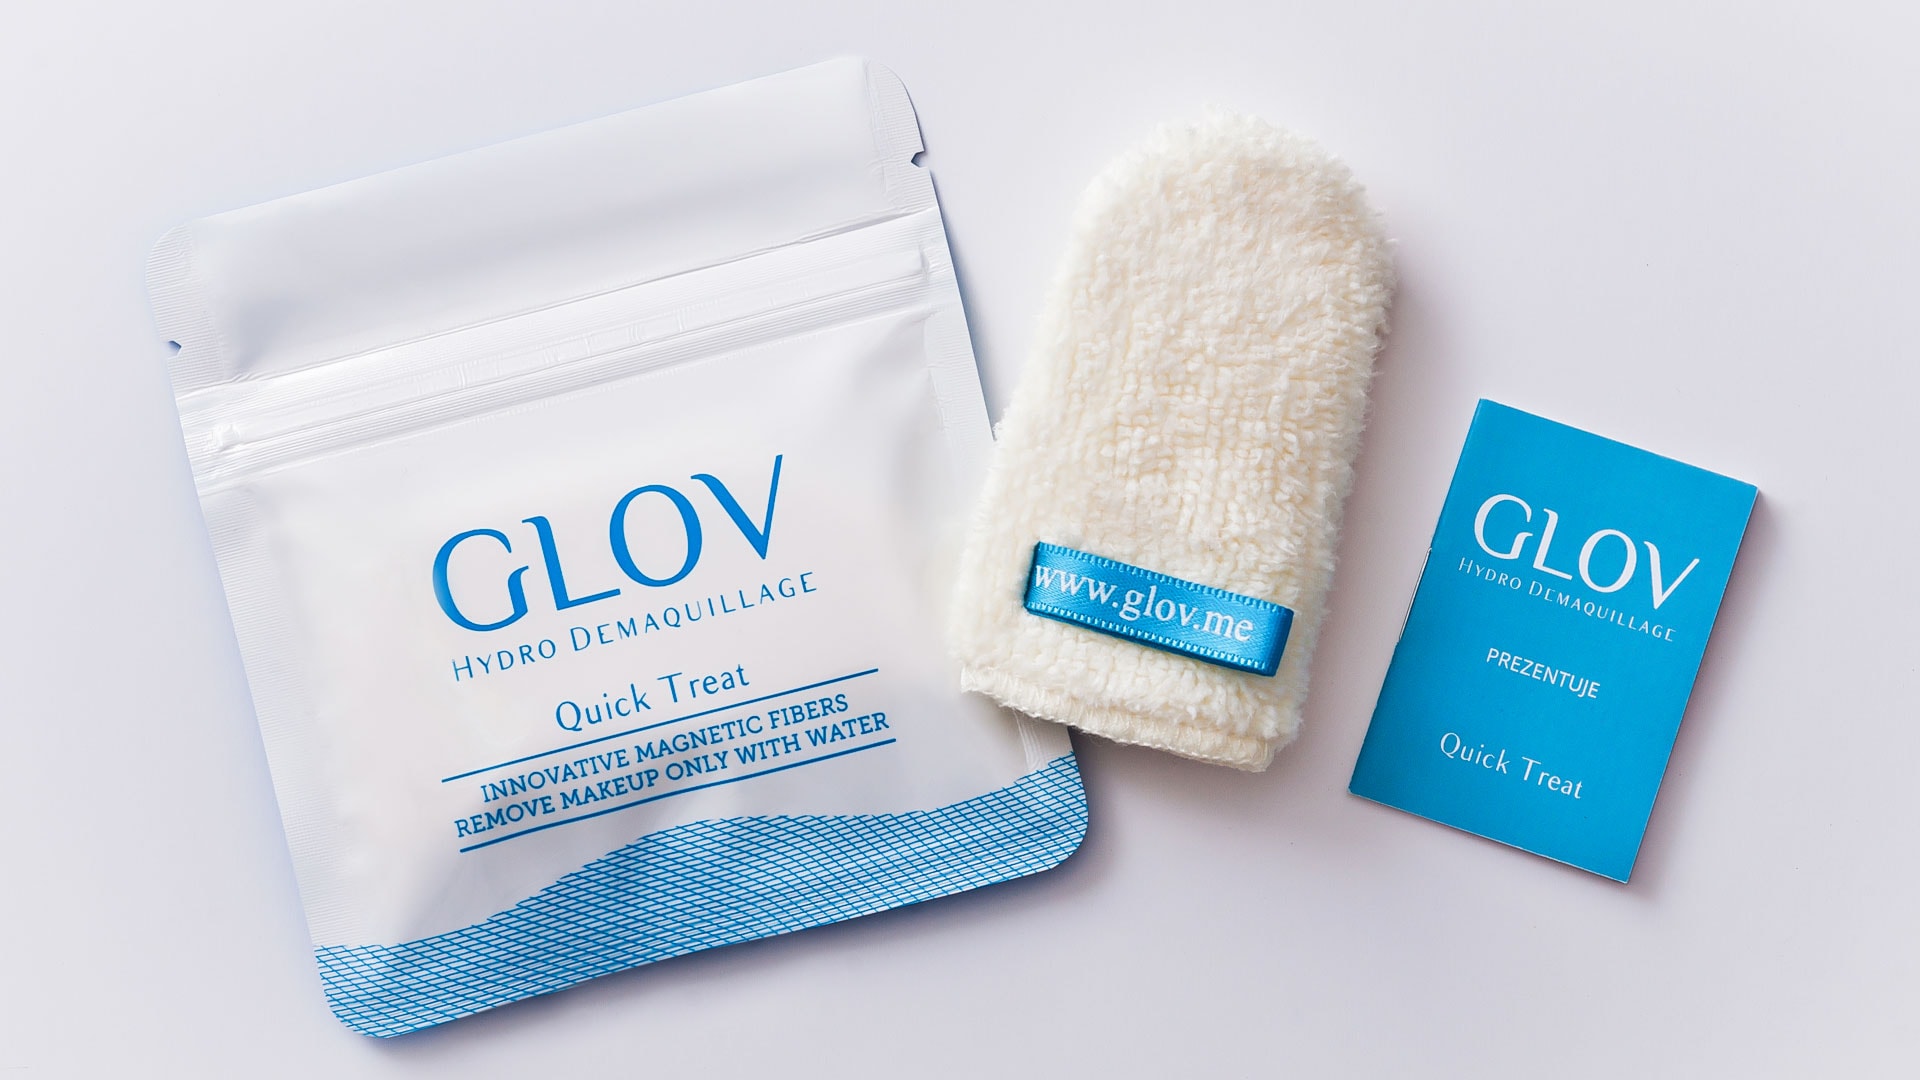 GLOV
HYDRO DEMAQUILLAGE
Quick Treat
INNOVATIVE MAGNETIC FIBERS
REMOVE MAKEUP ONLY WITH WATER
www.glov.me
GLOV
HYDRO DEMAQUILLAGE
PREZENTUJE
Quick Treat